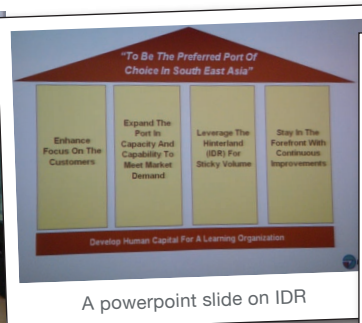 "To Be The Preferred Port Of
Choice In South East Asia"
Enhance
Focus On The
Customers
Expand The
Port In
Capacity And
Capability To
Meet Market
Demand
Leverage The
Hinterland
(IDR) For
Sticky Volume
Stay In The
Forefront With
Continuous
Improvements
Develop Human Capital For A Learning Organization
A powerpoint slide on IDR